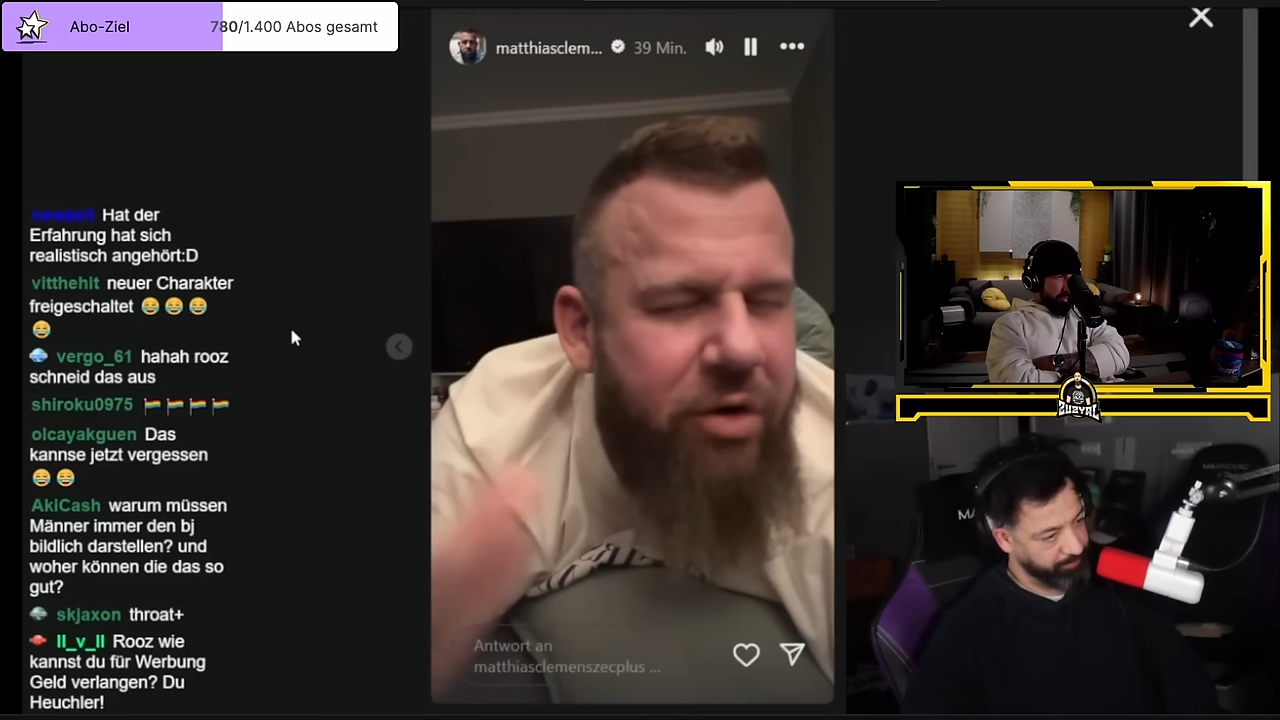 Abo-Ziel 780/1.400 Abos gesamt
matthiasclem... 39 Min.
Hat der
Erfahrung hat sich
realistisch angehört:D
vitthehit neuer Charakter
freigeschaltet 😂 😂 😂
😂
vergo_61 hahah rooz
schneid das aus
shiroku0975 🏳️‍🌈 🏳️‍🌈 🏳️‍🌈 🏳️‍🌈
olcayakguen Das
kannse jetzt vergessen
😂 😂
AkiCash warum müssen
Männer immer den bj
bildlich darstellen? und
woher können die das so
gut?
skjaxon throat+
ll_v_ll Rooz wie
kannst du für Werbung
Geld verlangen? Du
Heuchler!
Antwort an
matthiasclemenszecplus ...
ZUZYAL
MA